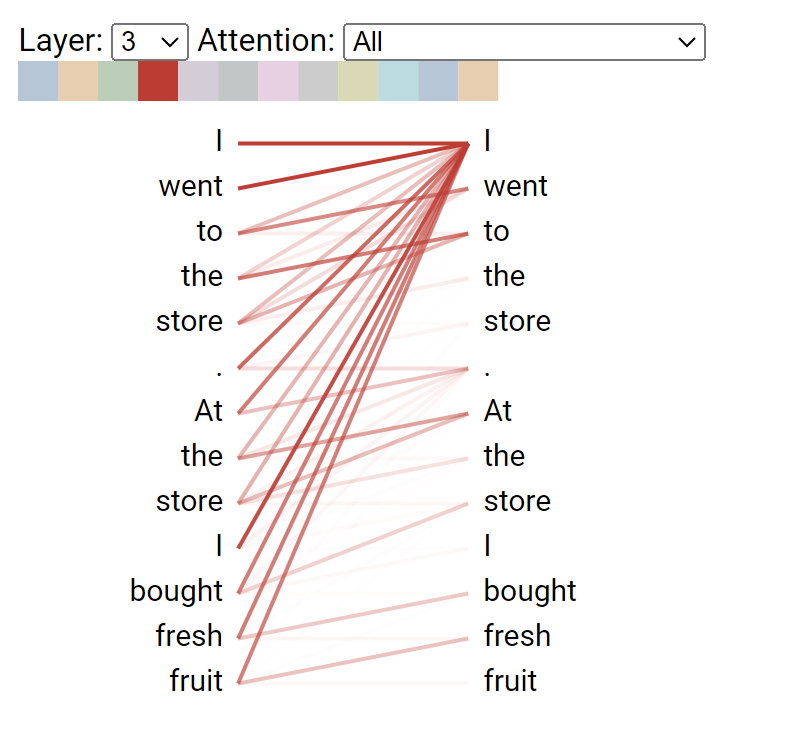 Layer: 3 Attention: All
I I
went went
to to
the the
store store
. .
At At
the the
store store
I I
bought bought
fresh fresh
fruit fruit